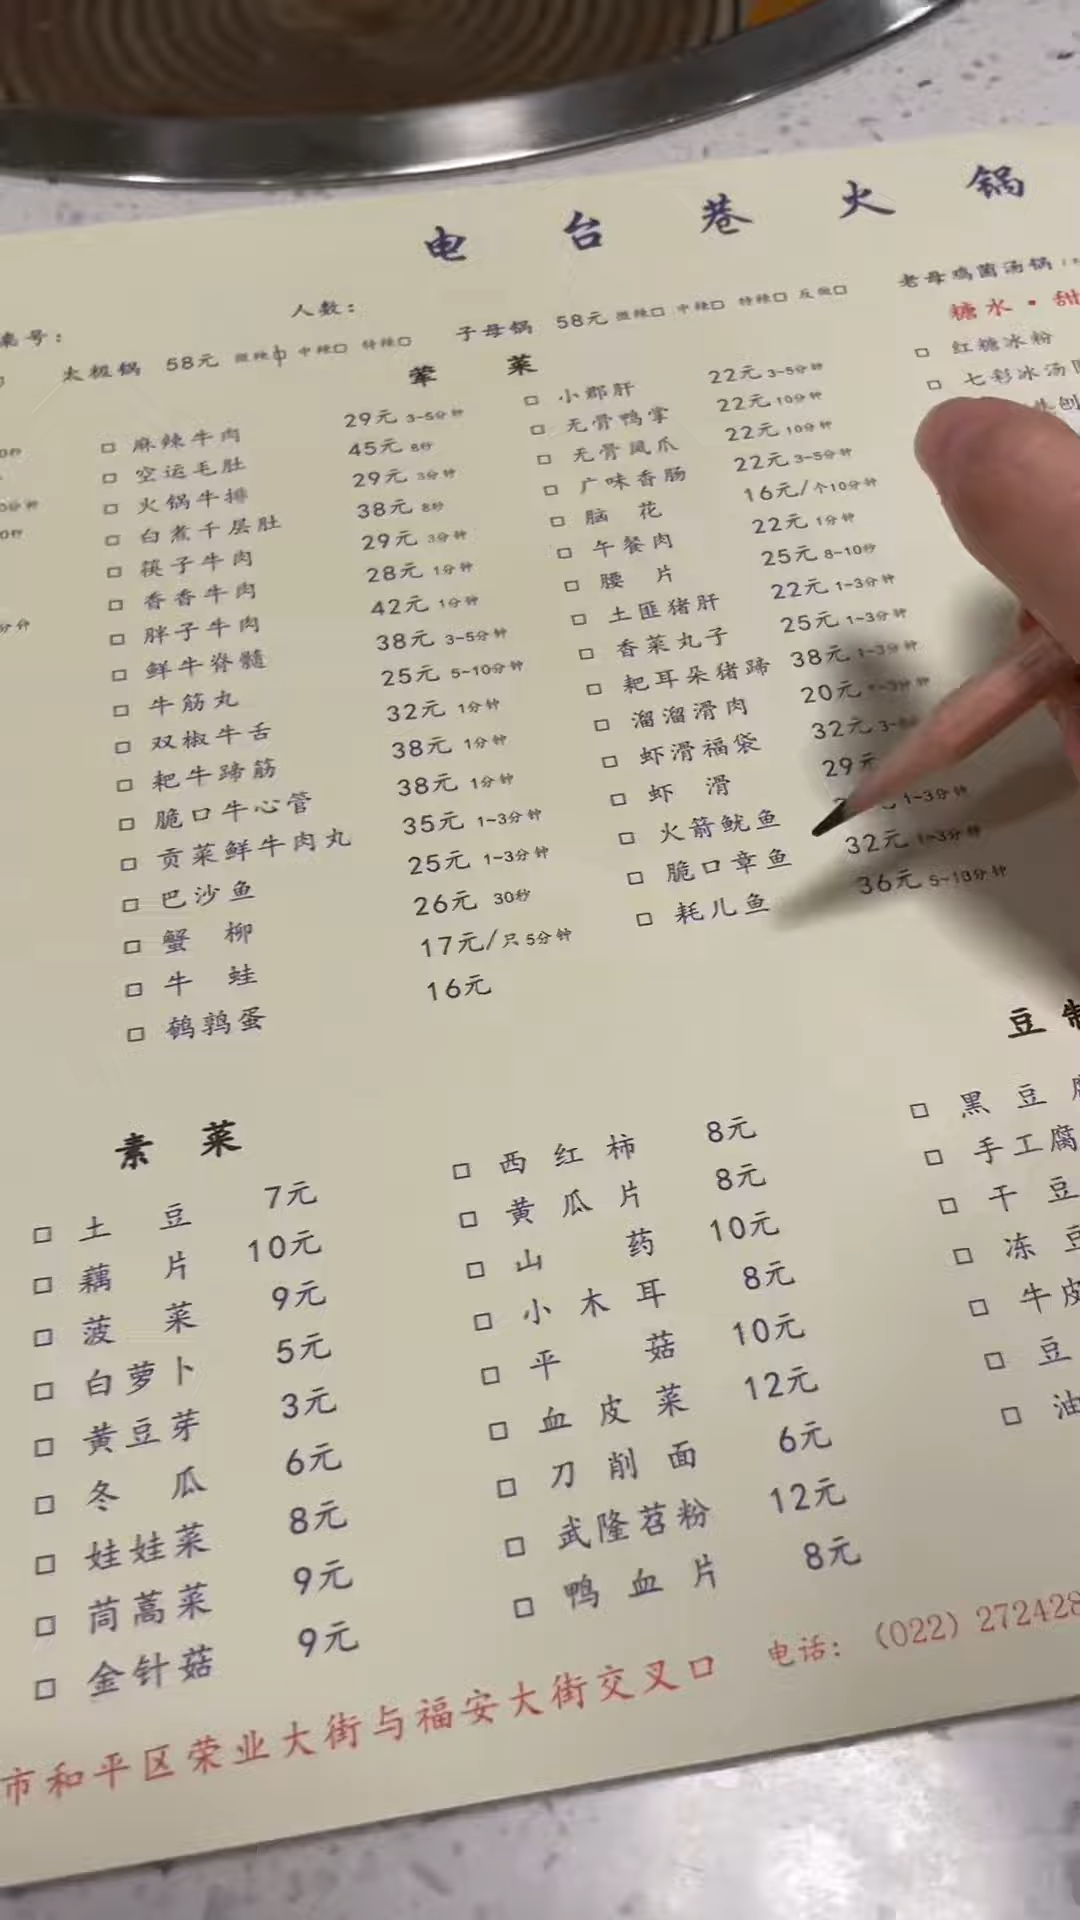 电台巷火锅
人数：
桌号：
太极锅 58元 微辣□ 中辣□ 特辣□ 子母锅 58元 微辣□ 中辣□ 特辣□ 反微□ 老母鸡菌汤锅
荤菜
□ 麻辣牛肉 29元 3-5分钟
□ 空运毛肚 45元 8秒
□ 火锅牛排 29元 3分钟
□ 白煮千层肚 38元 8秒
□ 筷子牛肉 29元 3分钟
□ 香香牛肉 28元 1分钟
□ 胖子牛肉 42元 1分钟
□ 鲜牛脊髓 38元 3-5分钟
□ 牛筋丸 25元 5-10分钟
□ 双椒牛舌 32元 1分钟
□ 耙牛蹄筋 38元 1分钟
□ 脆口牛心管 38元 1分钟
□ 贡菜鲜牛肉丸 35元 1-3分钟
□ 巴沙鱼 25元 1-3分钟
□ 蟹柳 26元 30秒
□ 牛蛙 17元/只 5分钟
□ 鹌鹑蛋 16元
□ 小郡肝 22元 3-5分钟
□ 无骨鸭掌 22元 10分钟
□ 无骨凤爪 22元 10分钟
□ 广味香肠 22元 3-5分钟
□ 脑花 16元/个 10分钟
□ 午餐肉 22元 1分钟
□ 腰片 25元 8-10秒
□ 土匪猪肝 22元 1-3分钟
□ 香菜丸子 25元 1-3分钟
□ 耙耳朵猪蹄 38元 1-3分钟
□ 溜溜滑肉 20元
□ 虾滑福袋 32元
□ 虾滑 29元
□ 火箭鱿鱼 1-3分钟
□ 脆口章鱼 32元 1-3分钟
□ 耗儿鱼 36元
糖水·甜
□ 红糖冰粉
□ 七彩冰汤
素菜
□ 土豆 7元
□ 藕片 10元
□ 菠菜 9元
□ 白萝卜 5元
□ 黄豆芽 3元
□ 冬瓜 6元
□ 娃娃菜 8元
□ 茼蒿菜 9元
□ 金针菇 9元
□ 西红柿 8元
□ 黄瓜片 8元
□ 山药 10元
□ 小木耳 8元
□ 平菇 10元
□ 血皮菜 12元
□ 刀削面 6元
□ 武隆苕粉 12元
□ 鸭血片 8元
豆制
□ 黑豆
□ 手工腐
□ 干豆
□ 冻豆
□ 牛皮
□ 豆
□ 油
市和平区荣业大街与福安大街交叉口 电话：(022) 272428